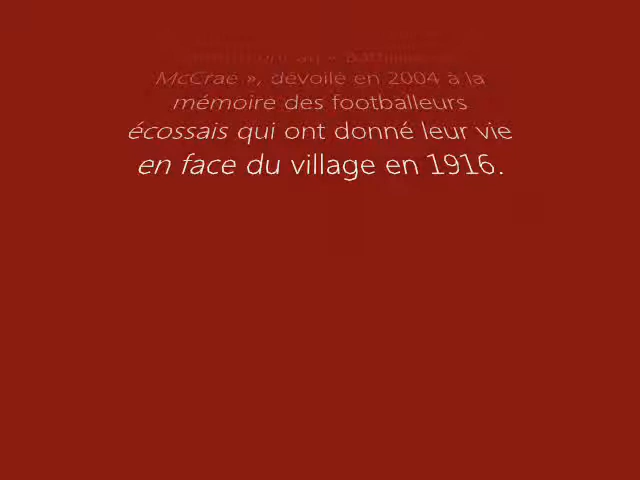 McCrae », dévoilé en 2004 à la
mémoire des footballeurs
écossais qui ont donné leur vie
en face du village en 1916.